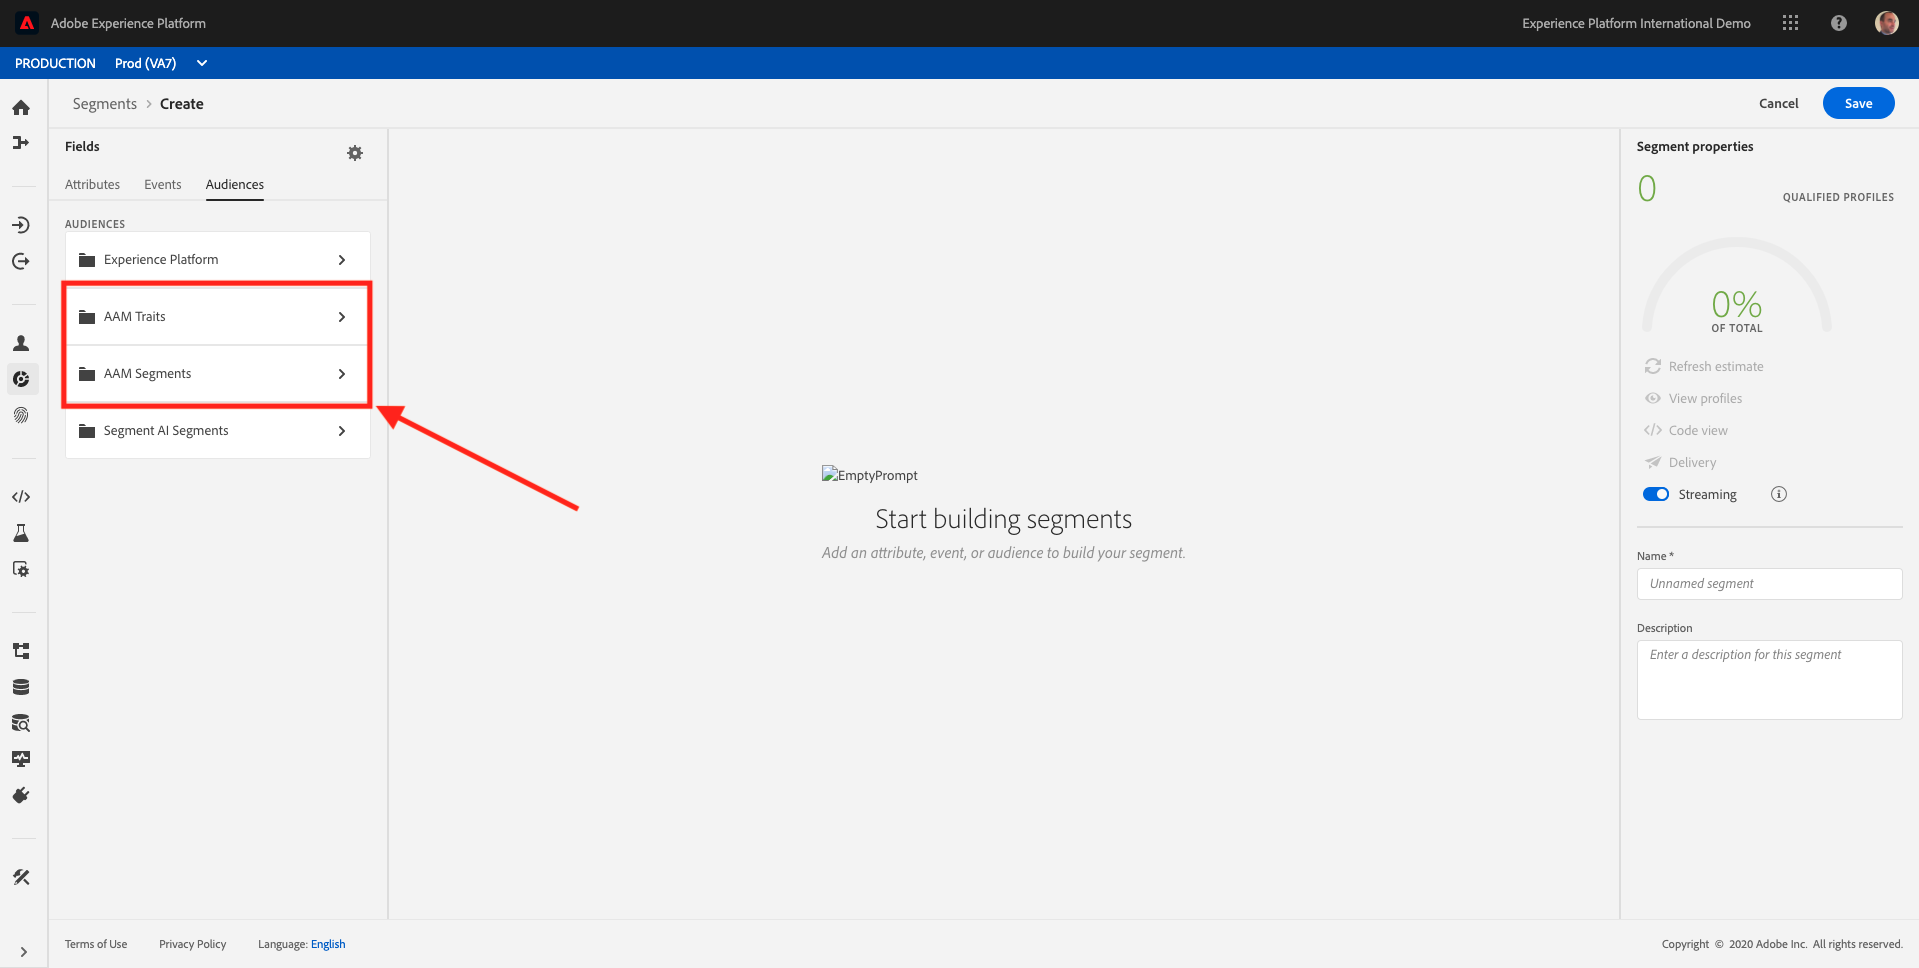 Adobe Experience Platform
Experience Platform International Demo
PRODUCTION Prod (VA7)
Segments > Create
Cancel
Save
Fields
Attributes Events Audiences
AUDIENCES
Experience Platform
AAM Traits
AAM Segments
Segment AI Segments
EmptyPrompt
Start building segments
Add an attribute, event, or audience to build your segment.
Segment properties
0
QUALIFIED PROFILES
0%
OF TOTAL
Refresh estimate
View profiles
Code view
Delivery
Streaming
Name *
Unnamed segment
Description
Enter a description for this segment
Terms of Use Privacy Policy Language: English
Copyright © 2020 Adobe Inc. All rights reserved.